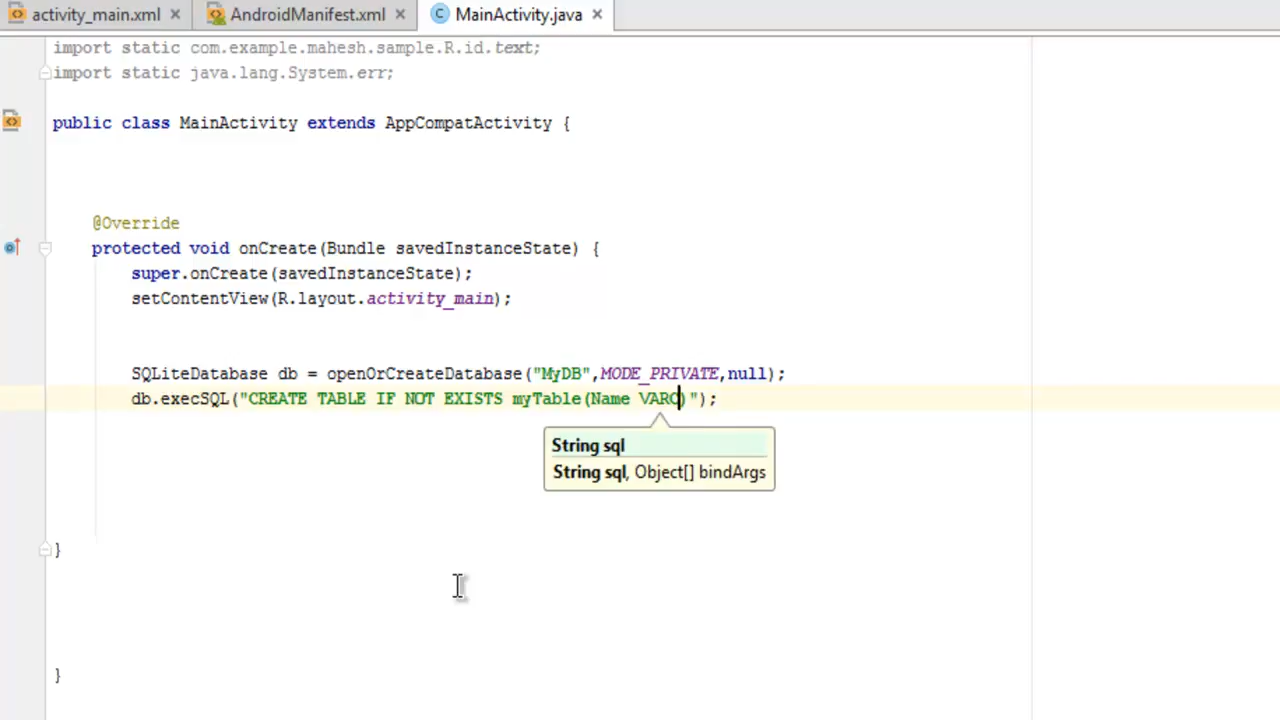 activity_main.xml × AndroidManifest.xml × C MainActivity.java ×
import static com.example.mahesh.sample.R.id.text;
import static java.lang.System.err;
public class MainActivity extends AppCompatActivity {
@Override
protected void onCreate(Bundle savedInstanceState) {
super.onCreate(savedInstanceState);
setContentView(R.layout.activity_main);
SQLiteDatabase db = openOrCreateDatabase("MyDB",MODE_PRIVATE,null);
db.execSQL("CREATE TABLE IF NOT EXISTS myTable(Name VARC)");
String sql
String sql, Object[] bindArgs
}
}